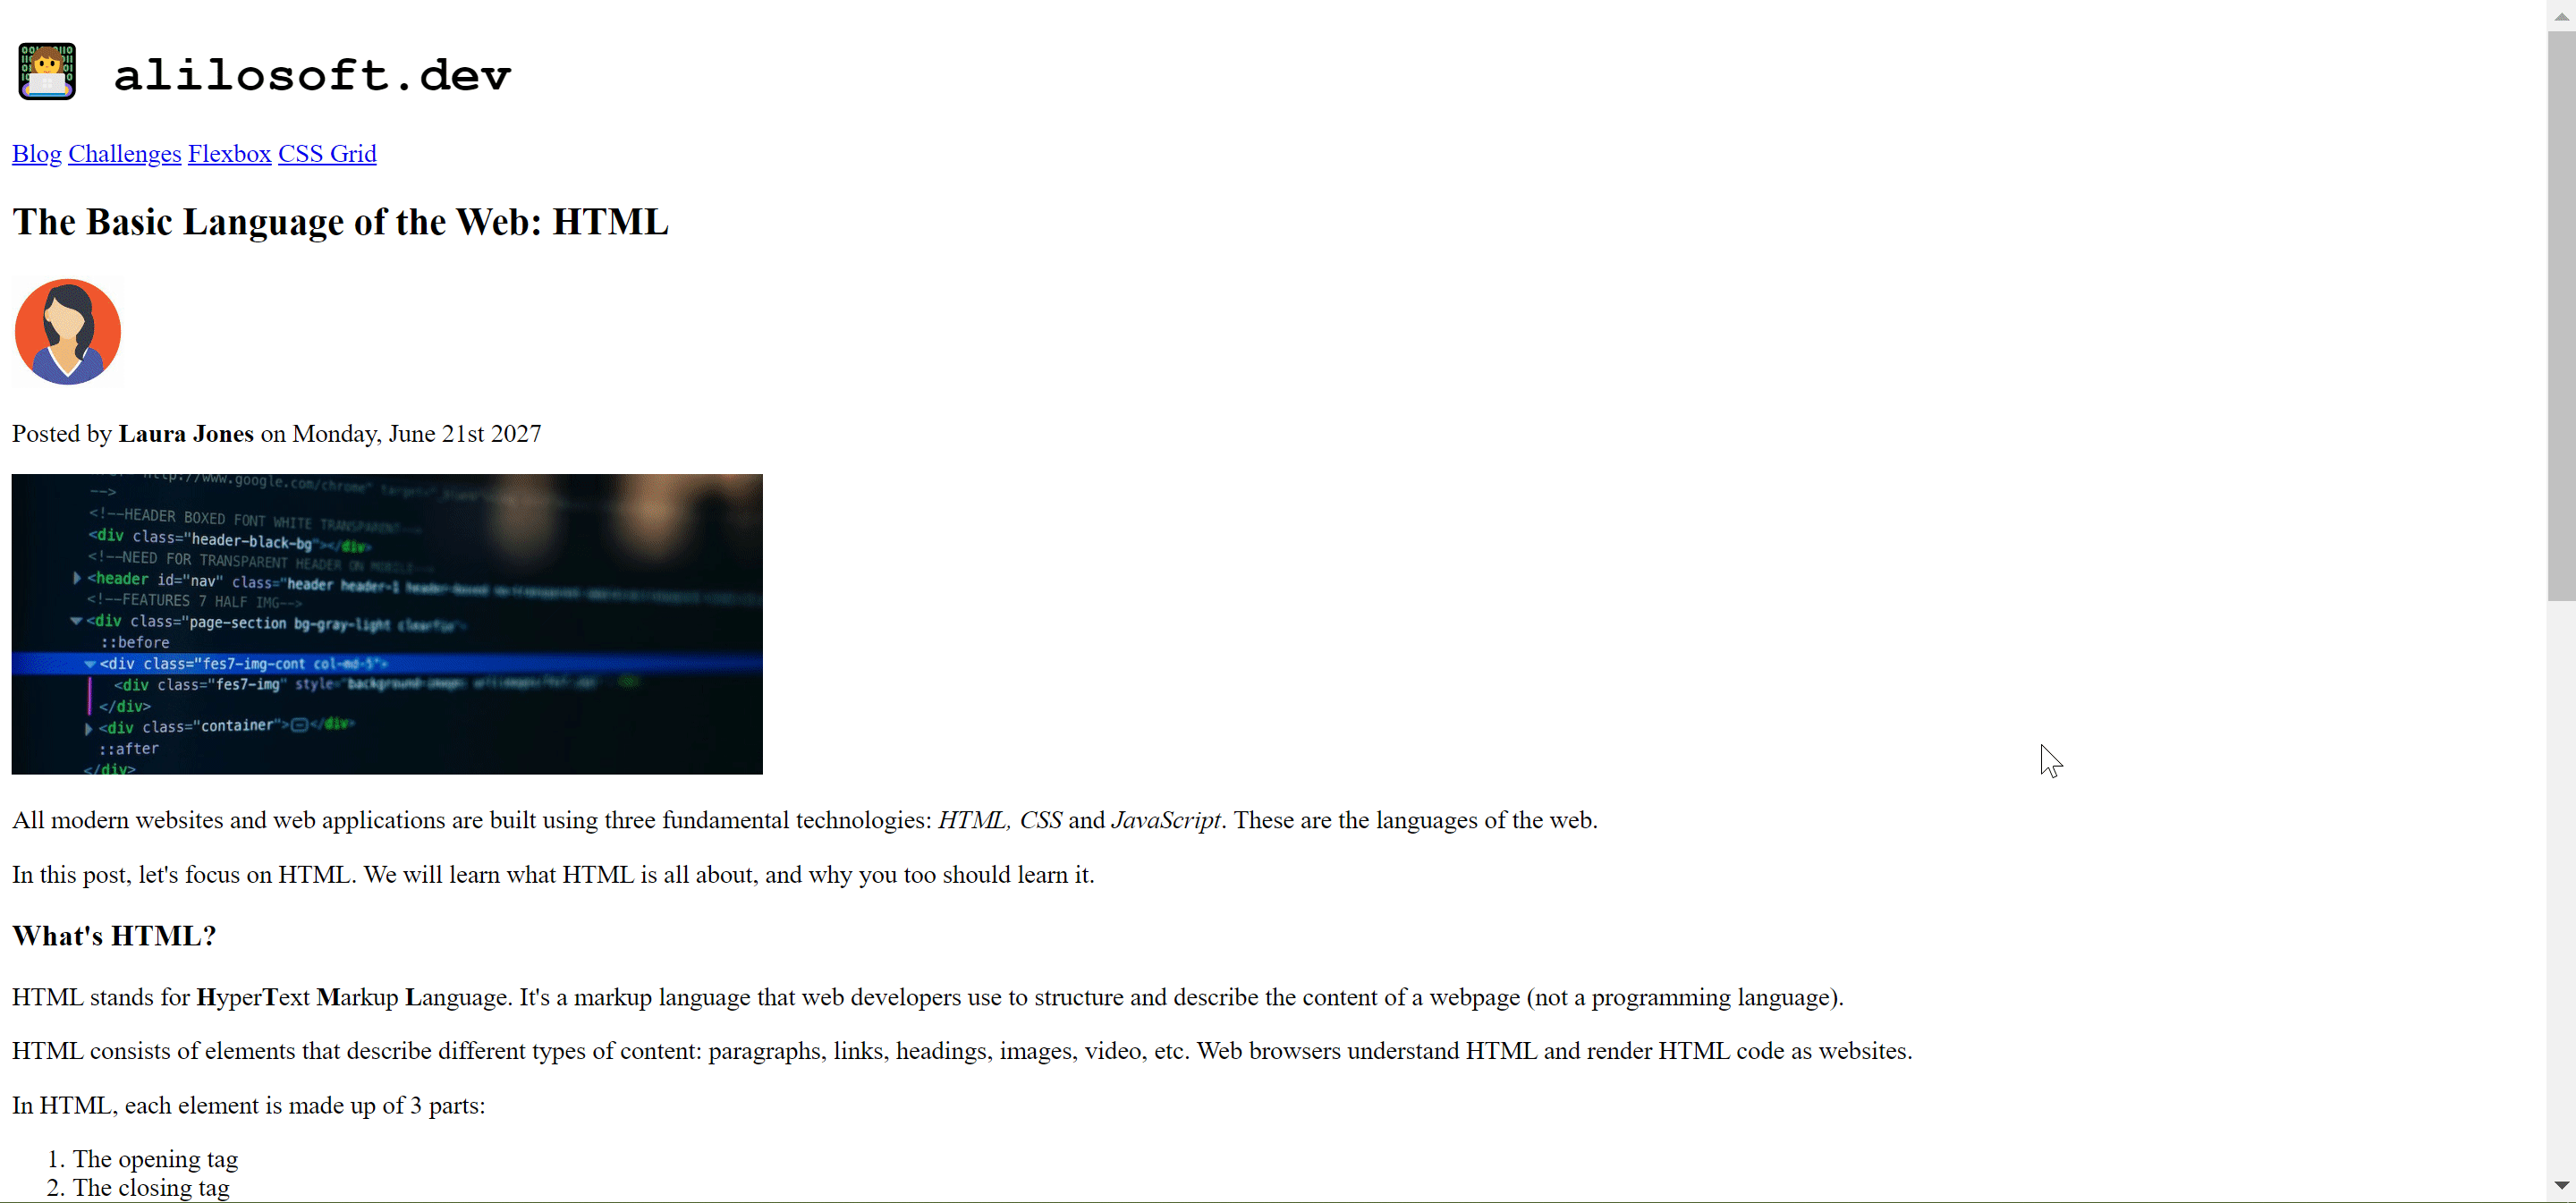 alilosoft.dev
Blog Challenges Flexbox CSS Grid
The Basic Language of the Web: HTML
Posted by Laura Jones on Monday, June 21st 2027
-->
<!--HEADER BOXED FONT WHITE TRANSPARENT-->
<div class="header-black-bg"></div>
<!--NEED FOR TRANSPARENT HEADER ON MOBILE-->
<header id="nav" class="header header-1
<!--FEATURES 7 HALF IMG-->
<div class="page-section bg-gray-light clearfix">
::before
<div class="fes7-img-cont col-md-5">
<div class="fes7-img" style="background-image:
</div>
<div class="container"></div>
::after
</div>
All modern websites and web applications are built using three fundamental technologies: HTML, CSS and JavaScript. These are the languages of the web.
In this post, let's focus on HTML. We will learn what HTML is all about, and why you too should learn it.
What's HTML?
HTML stands for HyperText Markup Language. It's a markup language that web developers use to structure and describe the content of a webpage (not a programming language).
HTML consists of elements that describe different types of content: paragraphs, links, headings, images, video, etc. Web browsers understand HTML and render HTML code as websites.
In HTML, each element is made up of 3 parts:
1. The opening tag
2. The closing tag